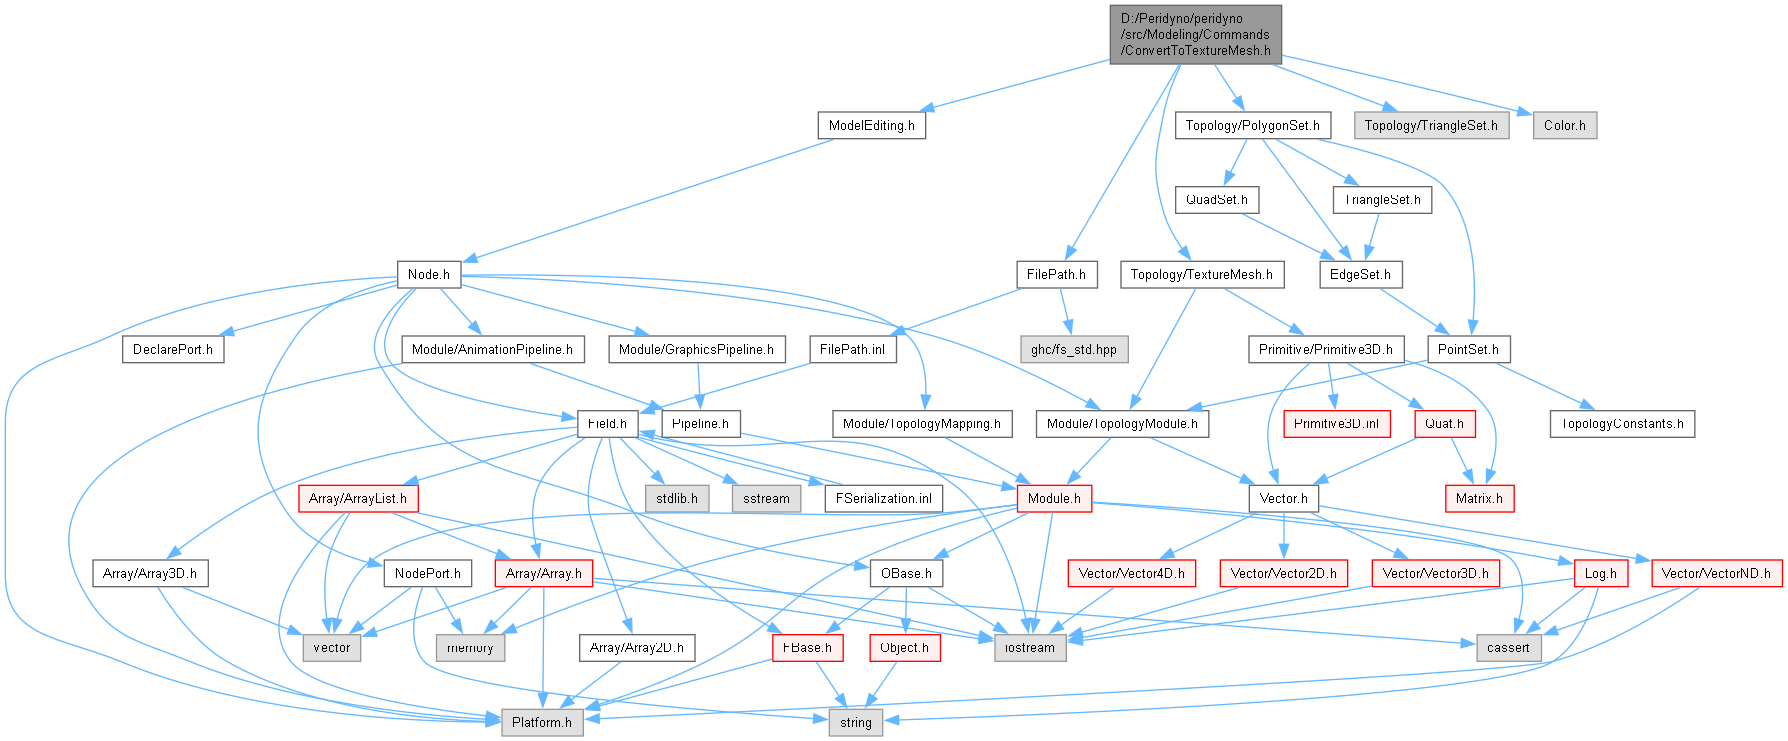 D:/Peridyno/peridyno
/src/Modeling/Commands
/ConvertToTextureMesh.h
ModelEditing.h
Topology/PolygonSet.h
Topology/TriangleSet.h
Color.h
QuadSet.h
TriangleSet.h
Node.h
FilePath.h
Topology/TextureMesh.h
EdgeSet.h
DeclarePort.h
Module/AnimationPipeline.h
Module/GraphicsPipeline.h
FilePath.inl
ghc/fs_std.hpp
Primitive/Primitive3D.h
PointSet.h
Field.h
Pipeline.h
Module/TopologyMapping.h
Module/TopologyModule.h
Primitive3D.inl
Quat.h
TopologyConstants.h
Array/ArrayList.h
stdlib.h
sstream
FSerialization.inl
Module.h
Vector.h
Matrix.h
Array/Array3D.h
NodePort.h
Array/Array.h
OBase.h
Vector/Vector4D.h
Vector/Vector2D.h
Vector/Vector3D.h
Log.h
Vector/VectorND.h
vector
memory
Array/Array2D.h
FBase.h
Object.h
iostream
cassert
Platform.h
string